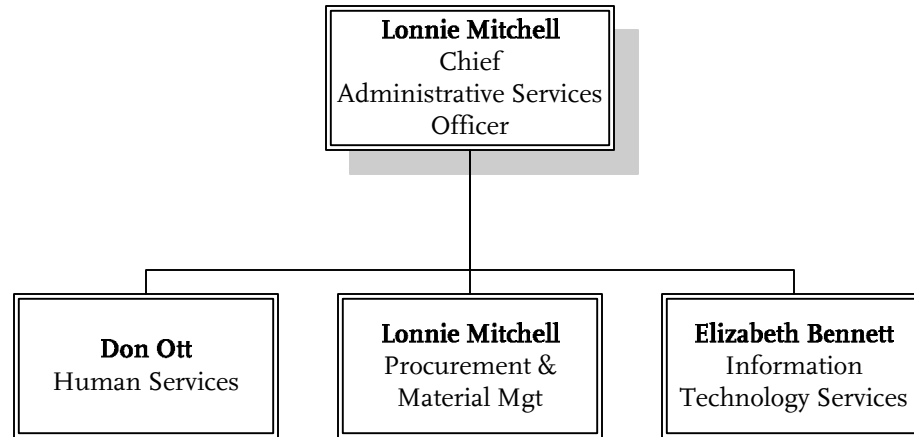 Lonnie Mitchell
Chief
Administrative Services
Officer
Don Ott
Human Services
Lonnie Mitchell
Procurement &
Material Mgt
Elizabeth Bennett
Information
Technology Services